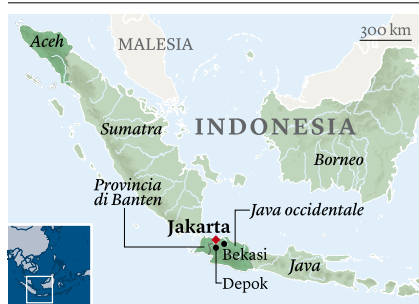 Aceh
MALESIA
300 km
Sumatra
INDONESIA
Borneo
Provincia
di Banten
Java occidentale
Jakarta
Bekasi
Java
Depok